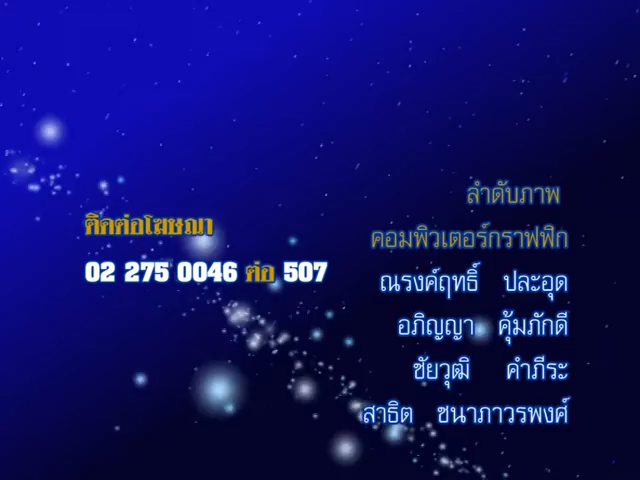 ติดต่อโฆษณา
02 275 0046 ต่อ 507
ลำดับภาพ
คอมพิวเตอร์กราฟฟิก
ณรงค์ฤทธิ์ ปละอุด
อภิญญา คุ้มภักดี
ชัยวุฒิ คำภีระ
สาธิต ชนาภาวรพงศ์